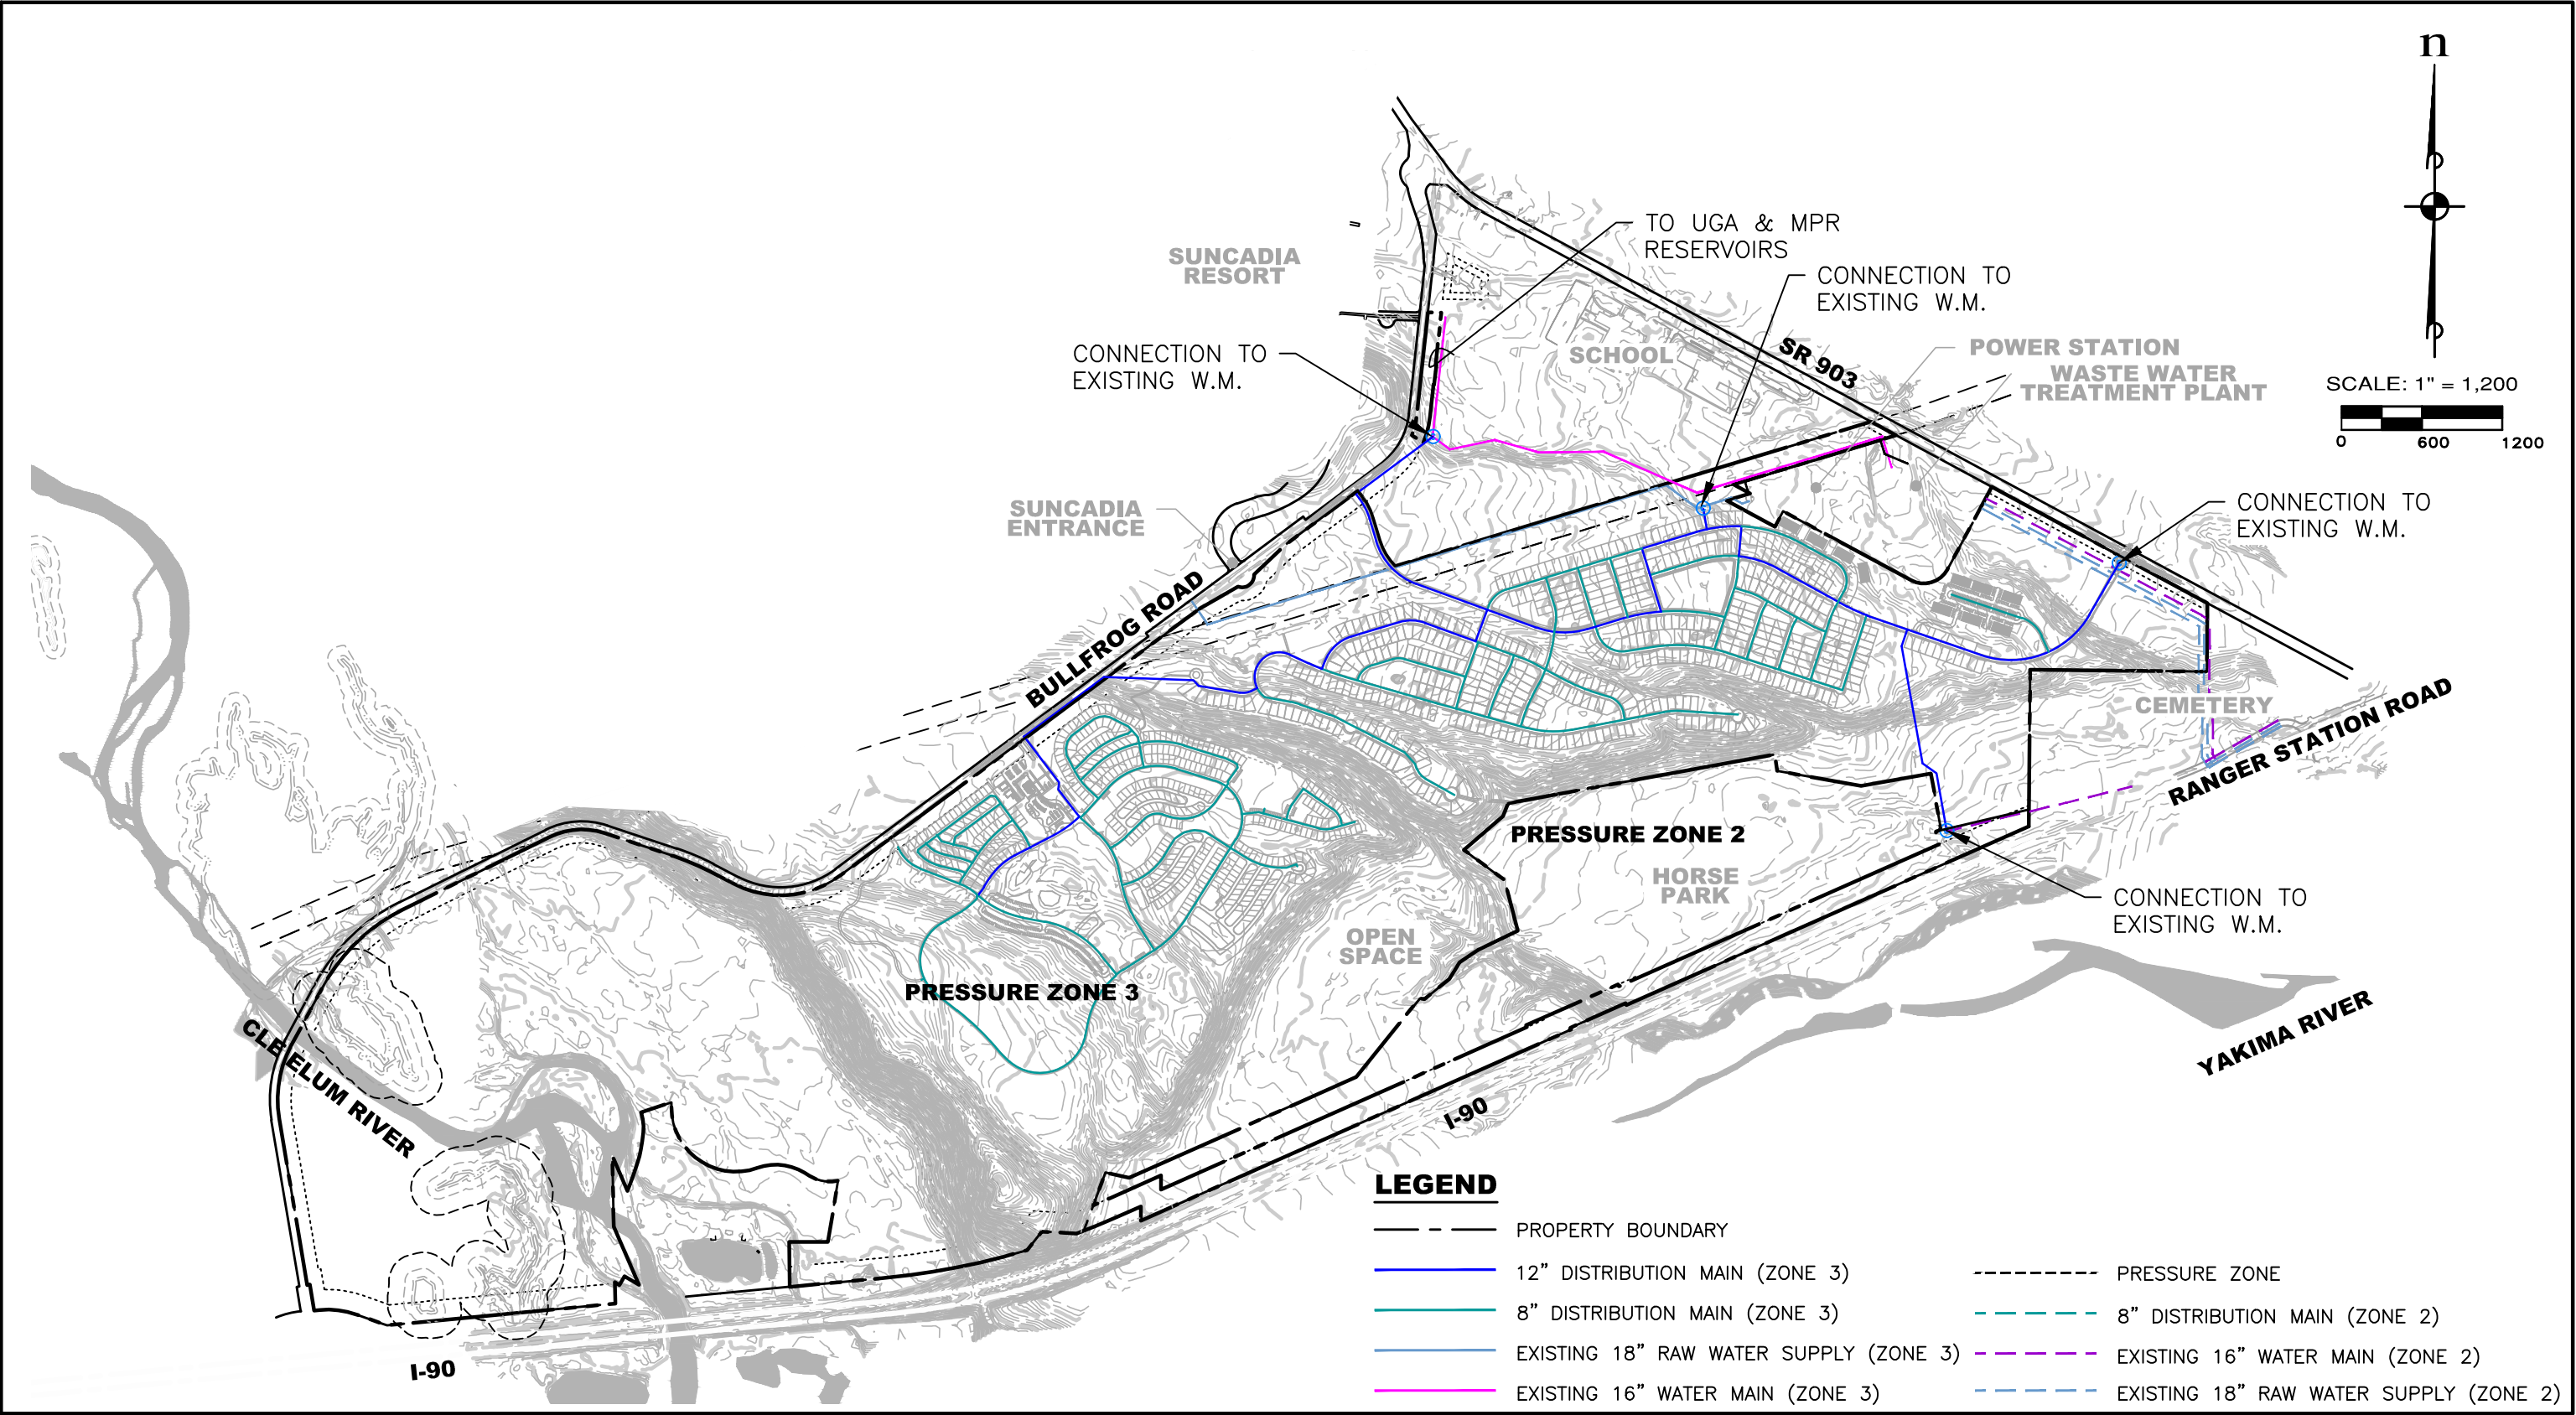 n
SCALE: 1" = 1,200
0 600 1200
TO UGA & MPR
RESERVOIRS
CONNECTION TO
EXISTING W.M.
SUNCADIA
RESORT
CONNECTION TO
EXISTING W.M.
SCHOOL
SR 903
POWER STATION
WASTE WATER
TREATMENT PLANT
SUNCADIA
ENTRANCE
CONNECTION TO
EXISTING W.M.
BULLFROG ROAD
CEMETERY
RANGER STATION ROAD
PRESSURE ZONE 2
HORSE
PARK
OPEN
SPACE
CONNECTION TO
EXISTING W.M.
PRESSURE ZONE 3
CLE ELUM RIVER
YAKIMA RIVER
I-90
I-90
LEGEND
PROPERTY BOUNDARY
12" DISTRIBUTION MAIN (ZONE 3)
8" DISTRIBUTION MAIN (ZONE 3)
EXISTING 18" RAW WATER SUPPLY (ZONE 3)
EXISTING 16" WATER MAIN (ZONE 3)
PRESSURE ZONE
8" DISTRIBUTION MAIN (ZONE 2)
EXISTING 16" WATER MAIN (ZONE 2)
EXISTING 18" RAW WATER SUPPLY (ZONE 2)